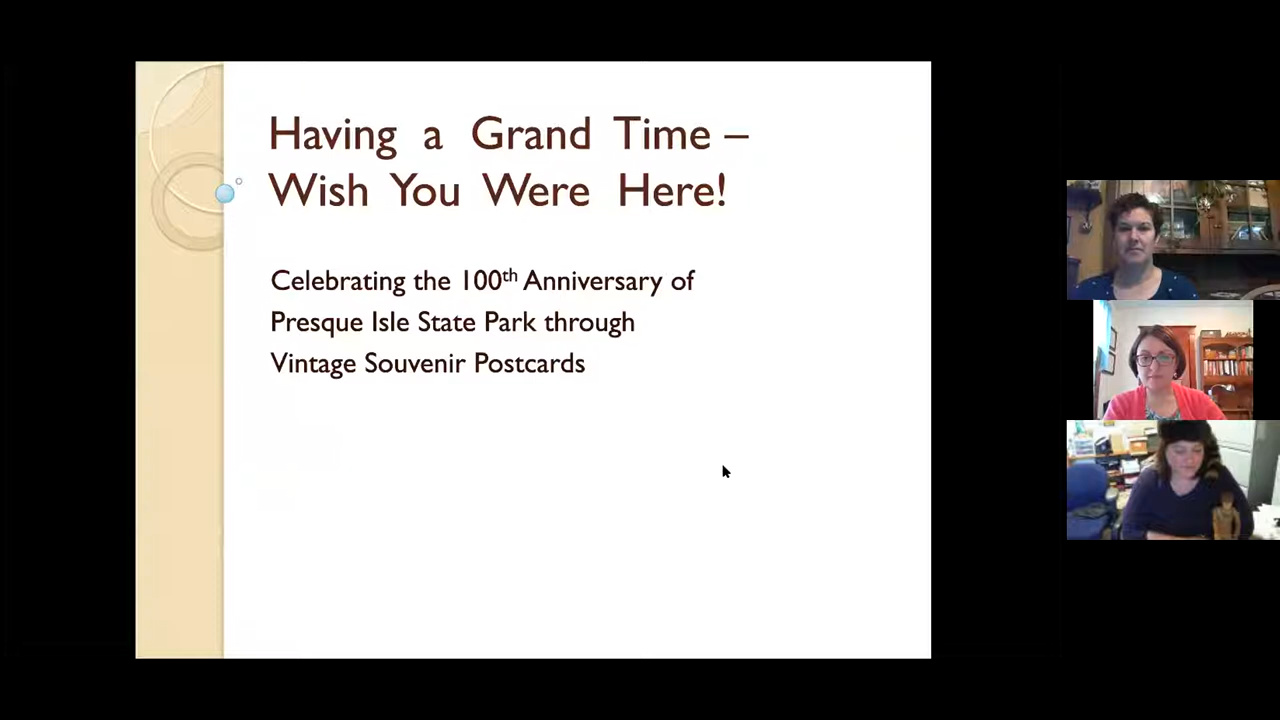 Having a Grand Time –
Wish You Were Here!
Celebrating the 100th Anniversary of
Presque Isle State Park through
Vintage Souvenir Postcards